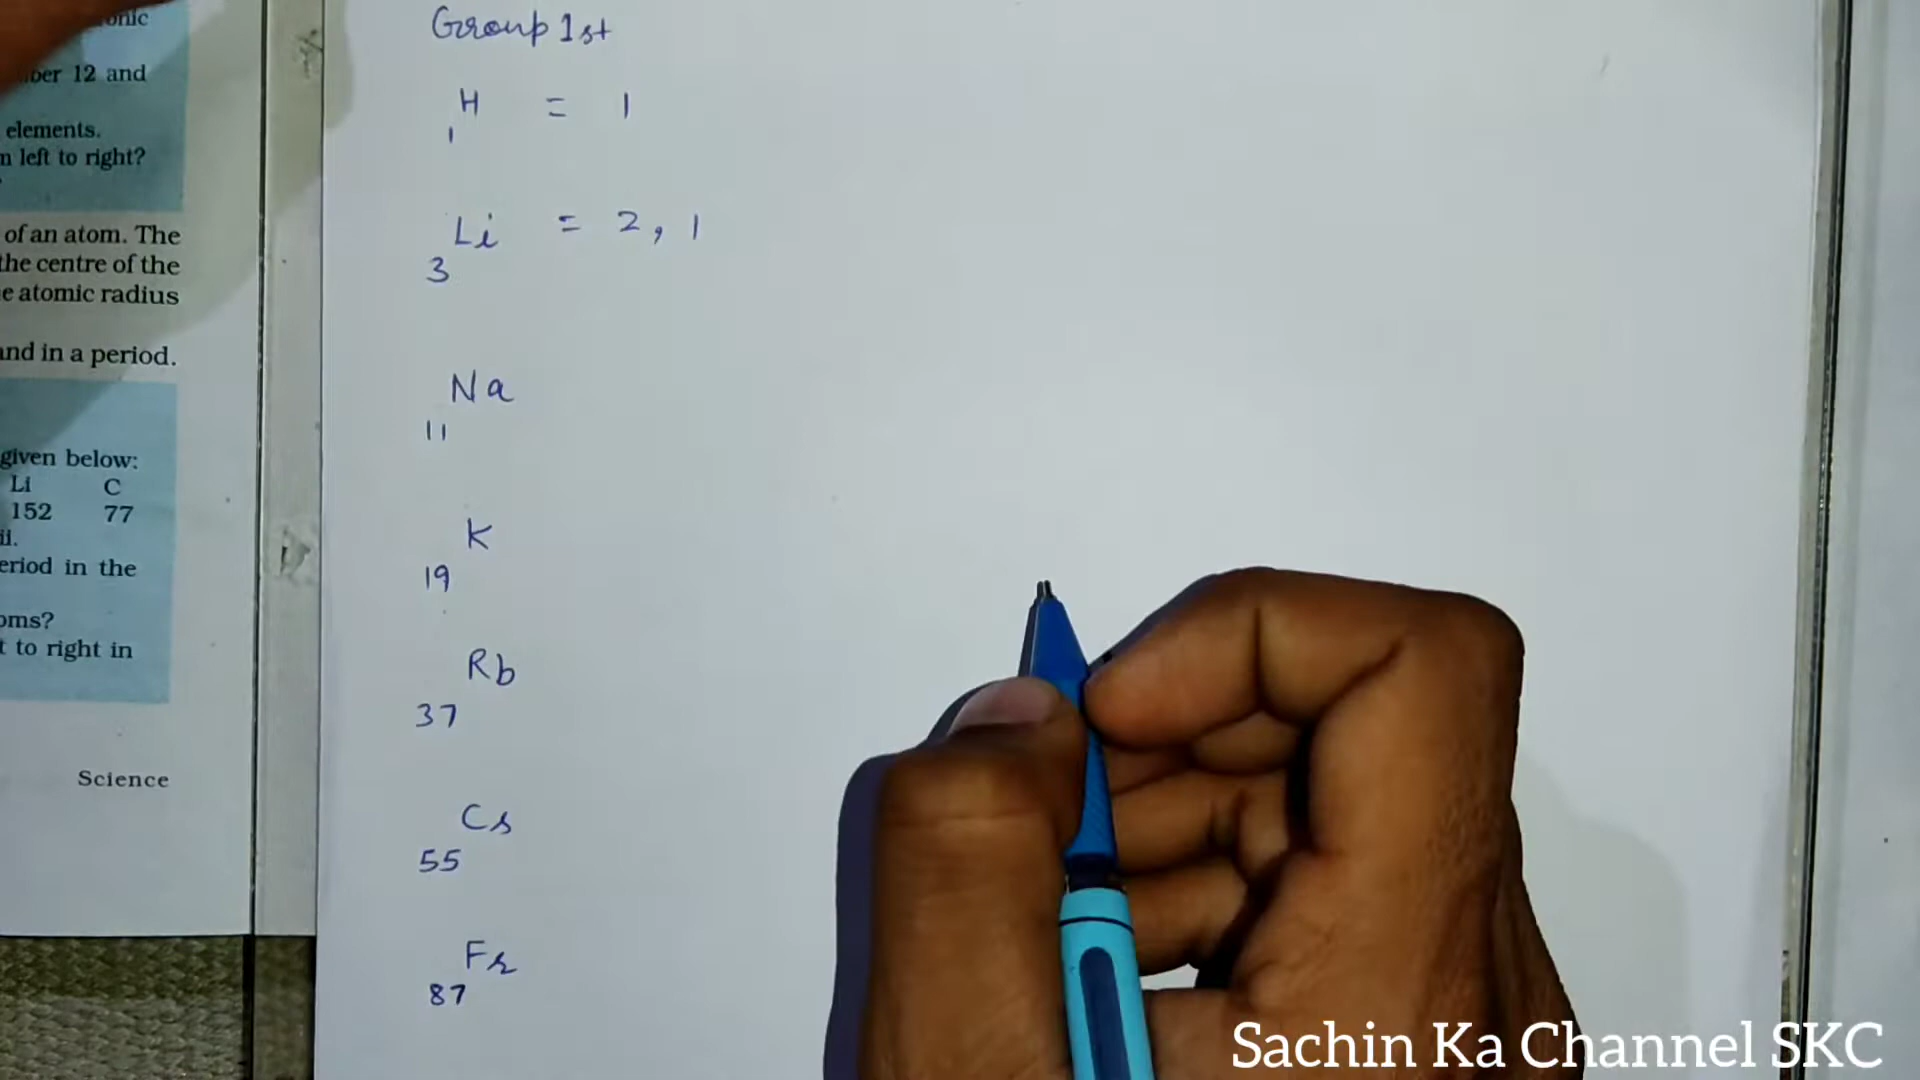 onic
ber 12 and
elements.
n left to right?
of an atom. The
the centre of the
e atomic radius
and in a period.
given below:
Li C
152 77
ii.
eriod in the
oms?
t to right in
Science
Group 1st
H = 1
1
Li = 2, 1
3
Na
11
K
19
Rb
37
Cs
55
Fr
87
Sachin Ka Channel SKC